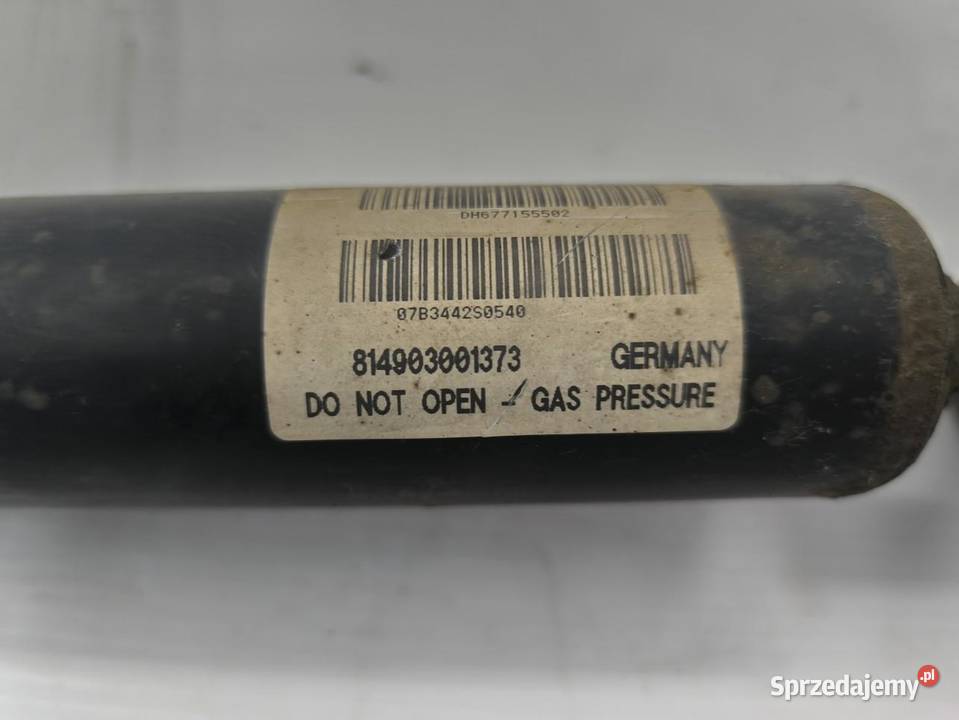 DH677155502
07B3442S0540
814903001373 GERMANY
DO NOT OPEN - GAS PRESSURE
Sprzedajemy.pl